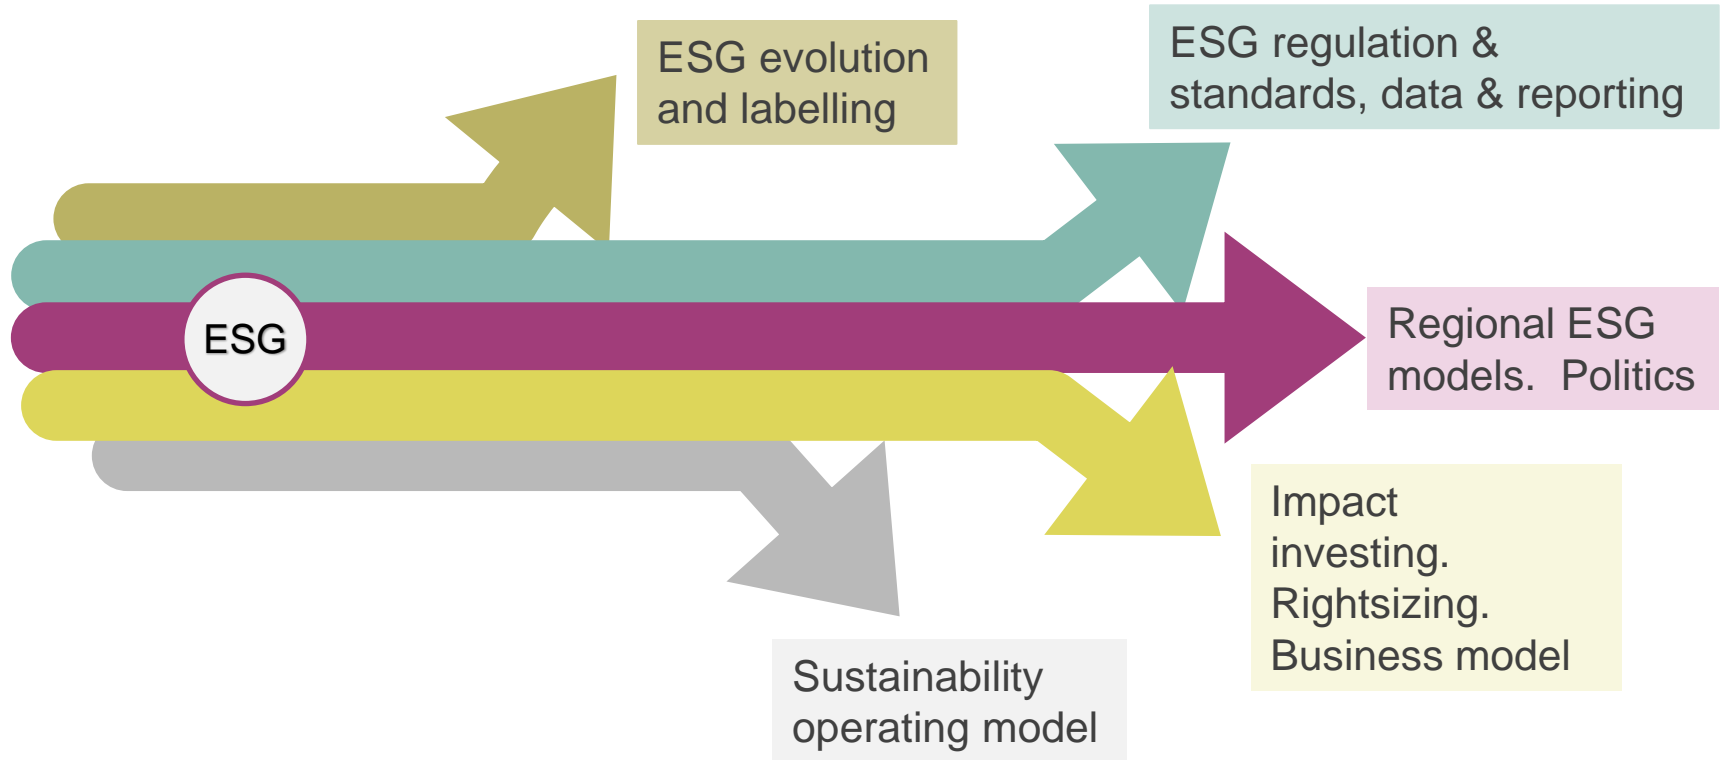 ESG evolution
and labelling
ESG regulation &
standards, data & reporting
ESG
Regional ESG
models.  Politics
Impact
investing.
Rightsizing.
Business model
Sustainability
operating model